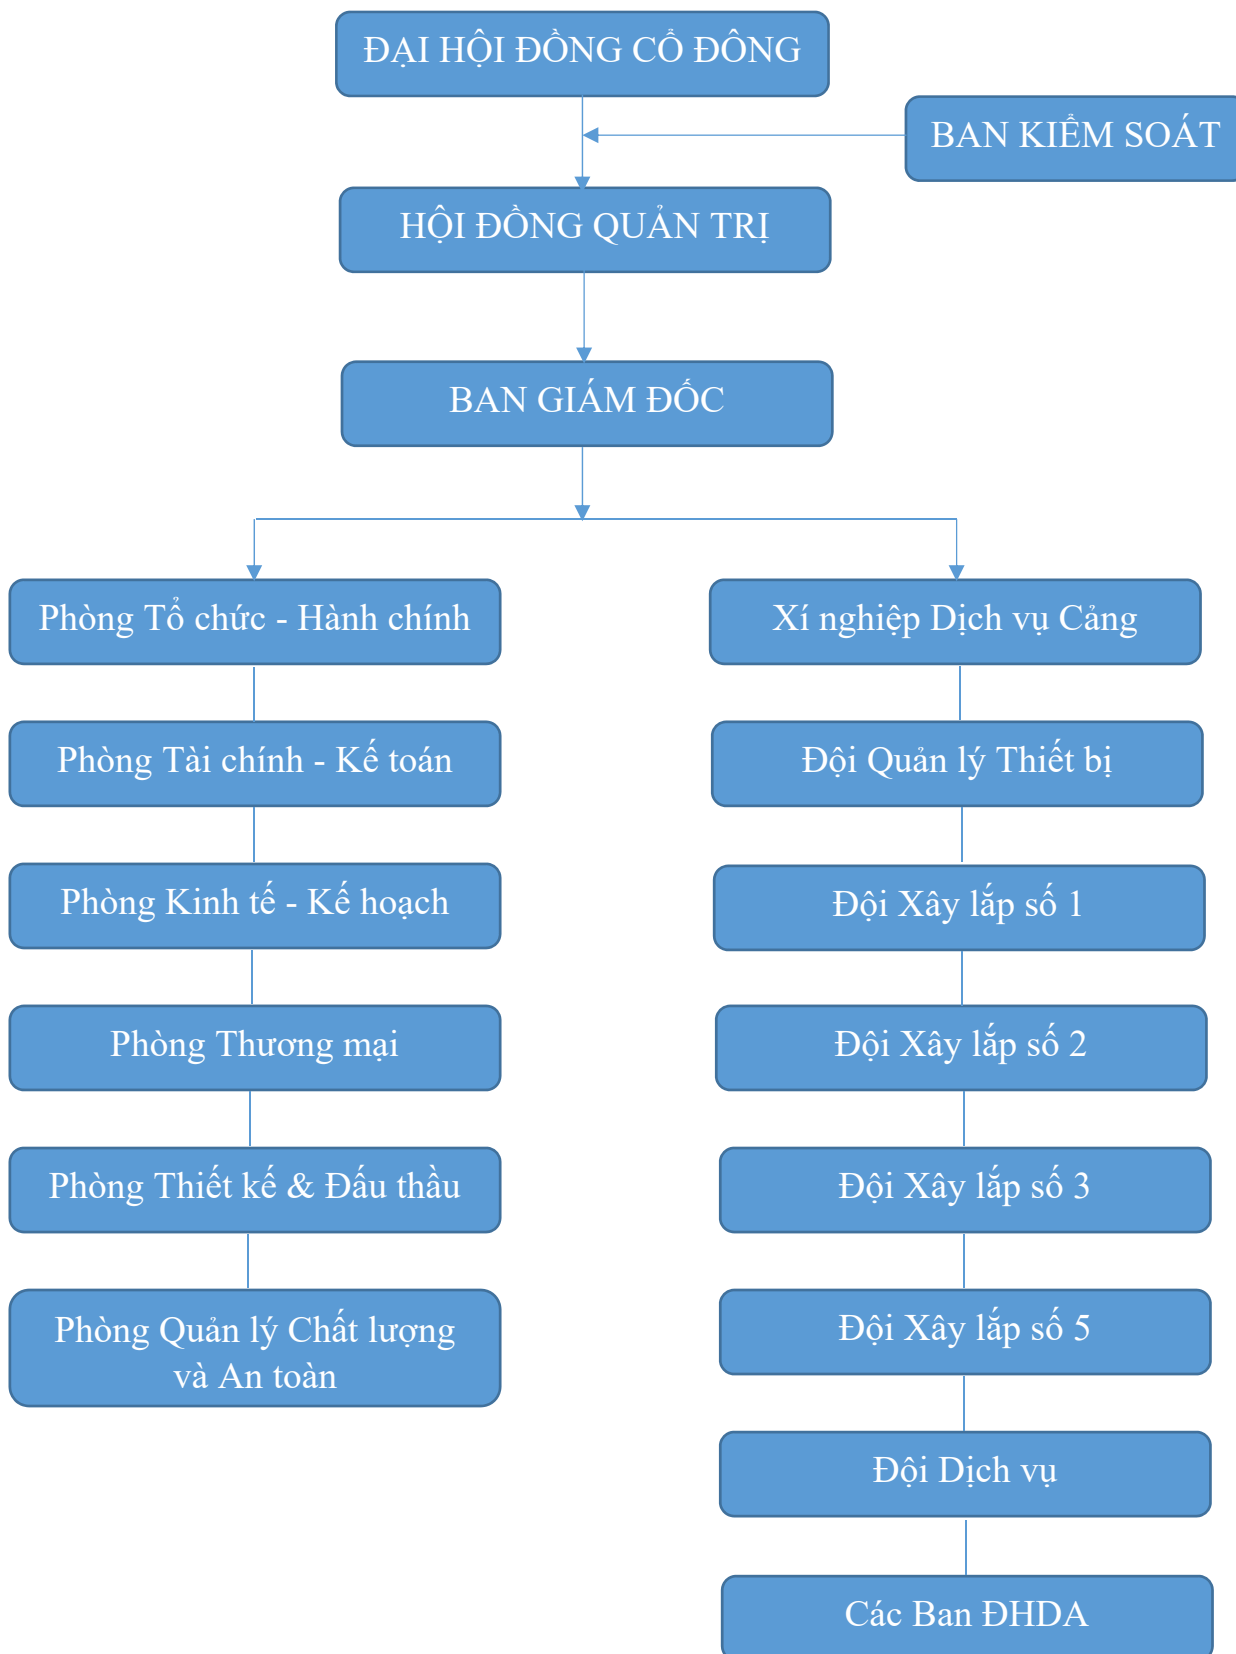 ĐẠI HỘI ĐỒNG CỔ ĐÔNG
BAN KIỂM SOÁT
HỘI ĐỒNG QUẢN TRỊ
BAN GIÁM ĐỐC
Phòng Tổ chức - Hành chính
Phòng Tài chính - Kế toán
Phòng Kinh tế - Kế hoạch
Phòng Thương mại
Phòng Thiết kế & Đấu thầu
Phòng Quản lý Chất lượng
và An toàn
Xí nghiệp Dịch vụ Cảng
Đội Quản lý Thiết bị
Đội Xây lắp số 1
Đội Xây lắp số 2
Đội Xây lắp số 3
Đội Xây lắp số 5
Đội Dịch vụ
Các Ban ĐHDA